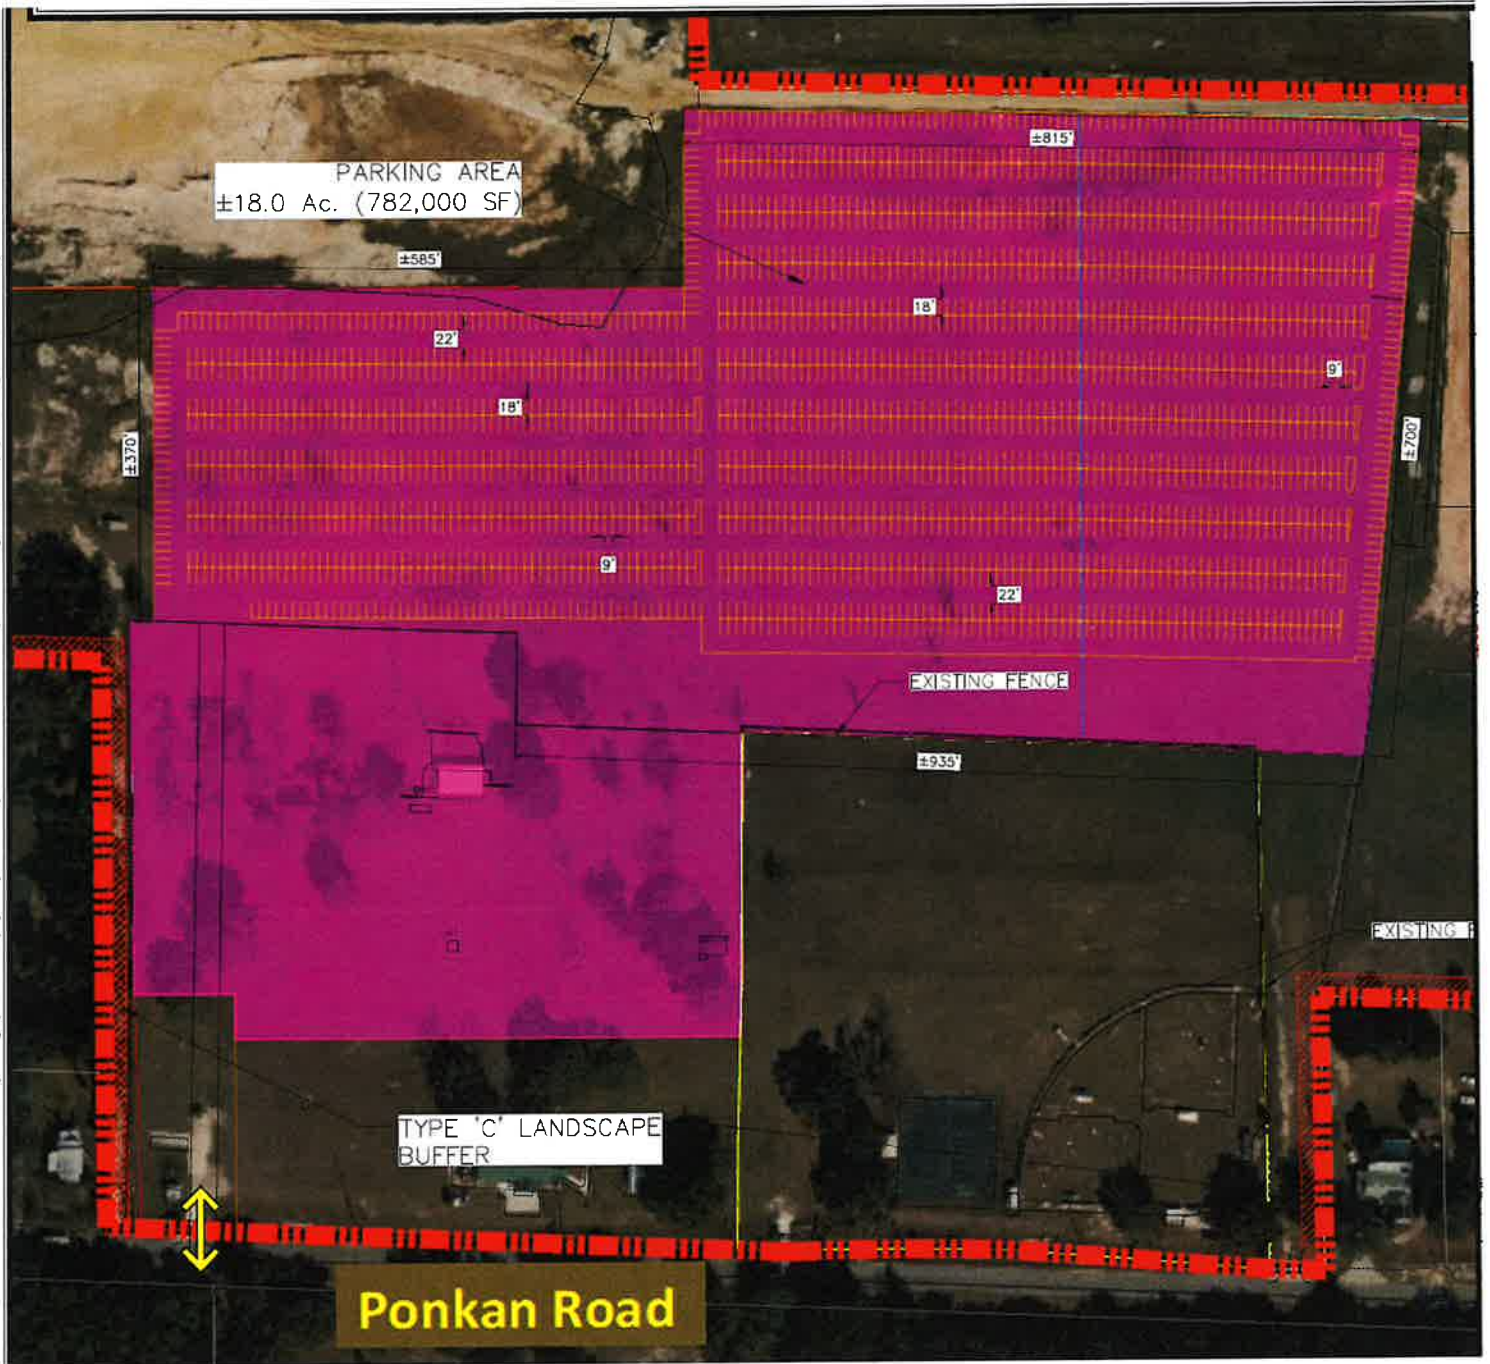 ±815'
PARKING AREA
±18.0 Ac. (782,000 SF)
±585'
18'
22'
9'
18'
±370'
±700'
9'
22'
EXISTING FENCE
±935'
EXISTING
TYPE 'C' LANDSCAPE
BUFFER
Ponkan Road